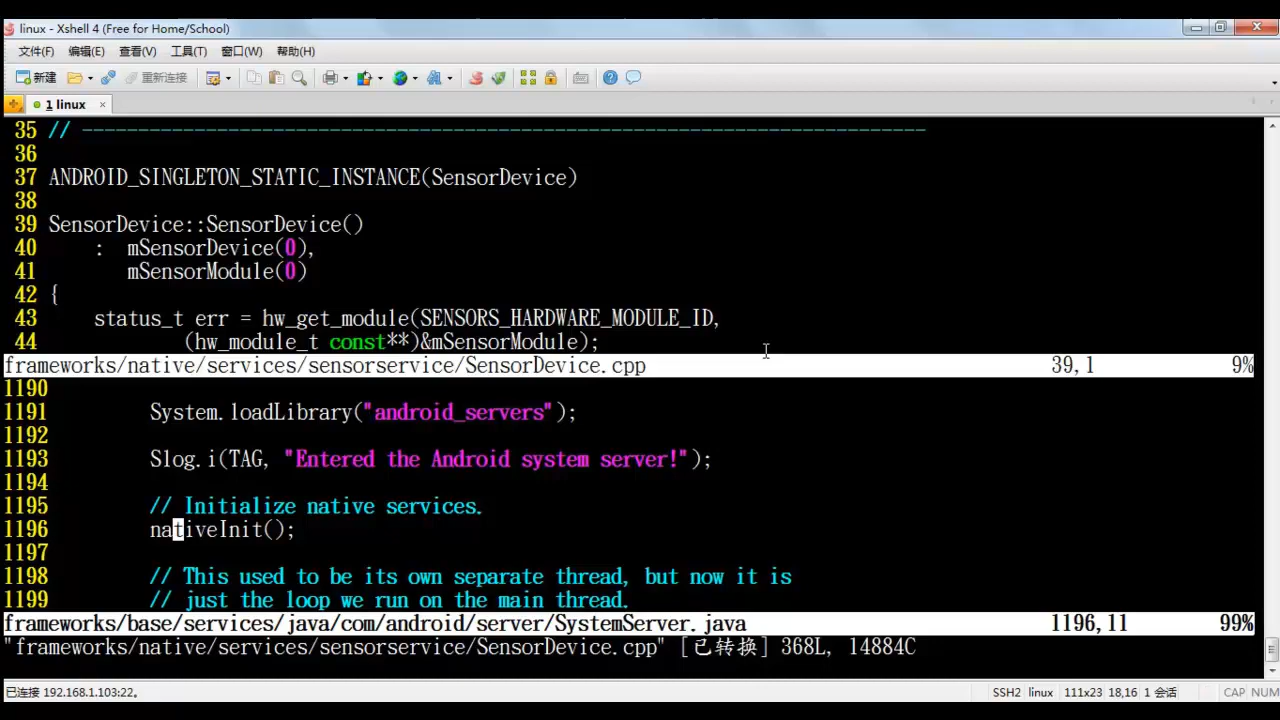 linux - Xshell 4 (Free for Home/School)
文件(F) 编辑(E) 查看(V) 工具(T) 窗口(W) 帮助(H)
新建 重新连接
1 linux
35 // ---------------------------------------------------------------------------
36
37 ANDROID_SINGLETON_STATIC_INSTANCE(SensorDevice)
38
39 SensorDevice::SensorDevice()
40     :  mSensorDevice(0),
41        mSensorModule(0)
42 {
43     status_t err = hw_get_module(SENSORS_HARDWARE_MODULE_ID,
44             (hw_module_t const**)&mSensorModule);
frameworks/native/services/sensorservice/SensorDevice.cpp 39,1 9%
1190
1191         System.loadLibrary("android_servers");
1192
1193         Slog.i(TAG, "Entered the Android system server!");
1194
1195         // Initialize native services.
1196         nativeInit();
1197
1198         // This used to be its own separate thread, but now it is
1199         // just the loop we run on the main thread.
frameworks/base/services/java/com/android/server/SystemServer.java 1196,11 99%
"frameworks/native/services/sensorservice/SensorDevice.cpp" [已转换] 368L, 14884C
已连接 192.168.1.103:22。 SSH2 linux 111x23 18,16 1 会话 CAP NUM